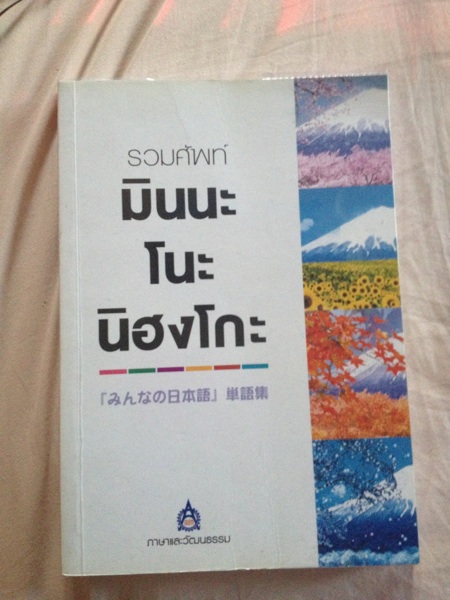 รวมศัพท์
มินนะ
โนะ
นิฮงโกะ
『みんなの日本語』単語集
ภาษาและวัฒนธรรม